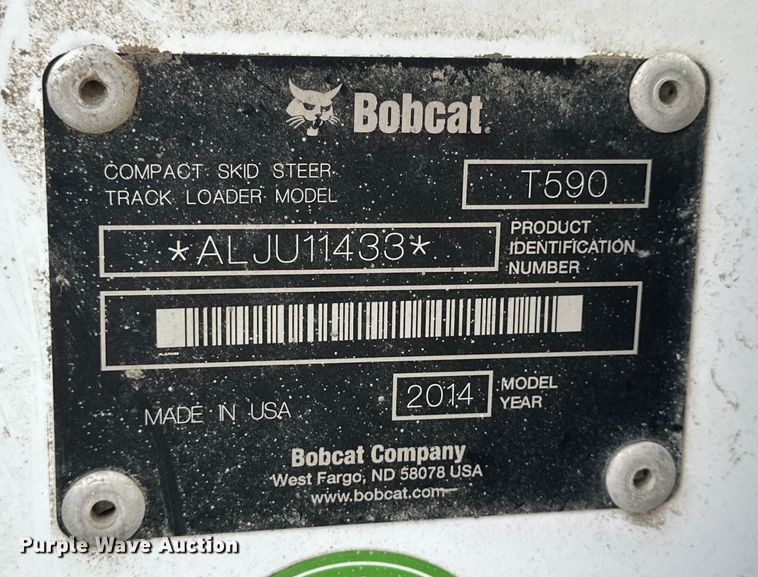 Bobcat®
COMPACT SKID STEER
TRACK LOADER MODEL
T590
*ALJU11433*
PRODUCT
IDENTIFICATION
NUMBER
MADE IN USA
2014
MODEL
YEAR
Bobcat Company
West Fargo, ND 58078 USA
www.bobcat.com
Purple Wave Auction